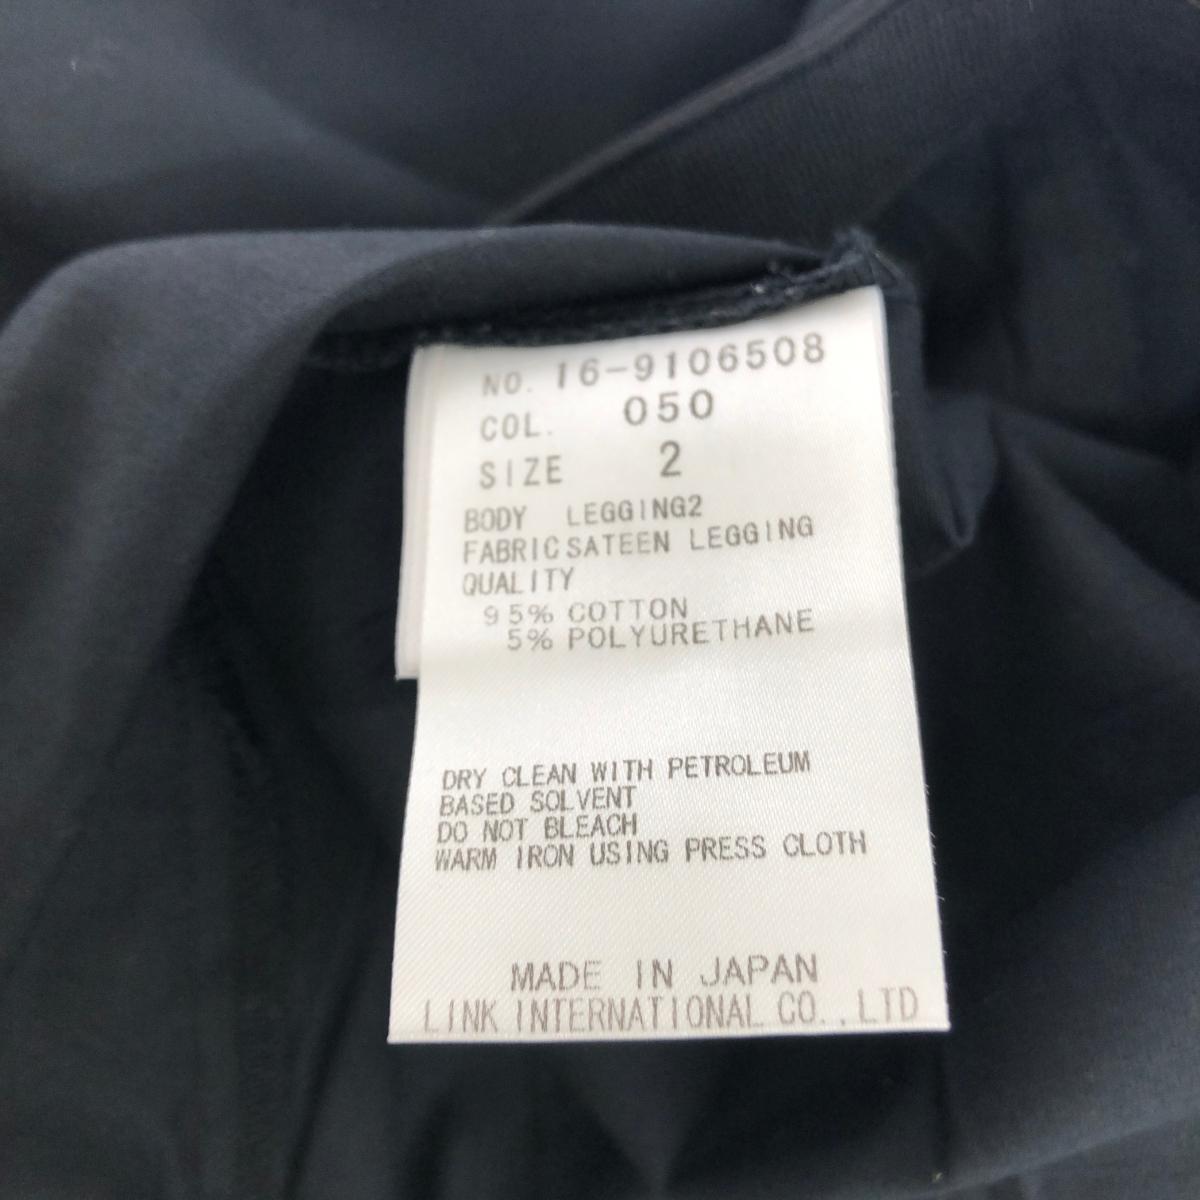 NO. 16-9106508
COL. 050
SIZE 2
BODY LEGGING2
FABRIC SATEEN LEGGING
QUALITY
95% COTTON
5% POLYURETHANE
DRY CLEAN WITH PETROLEUM
BASED SOLVENT
DO NOT BLEACH
WARM IRON USING PRESS CLOTH
MADE IN JAPAN
LINK INTERNATIONAL CO.,LTD